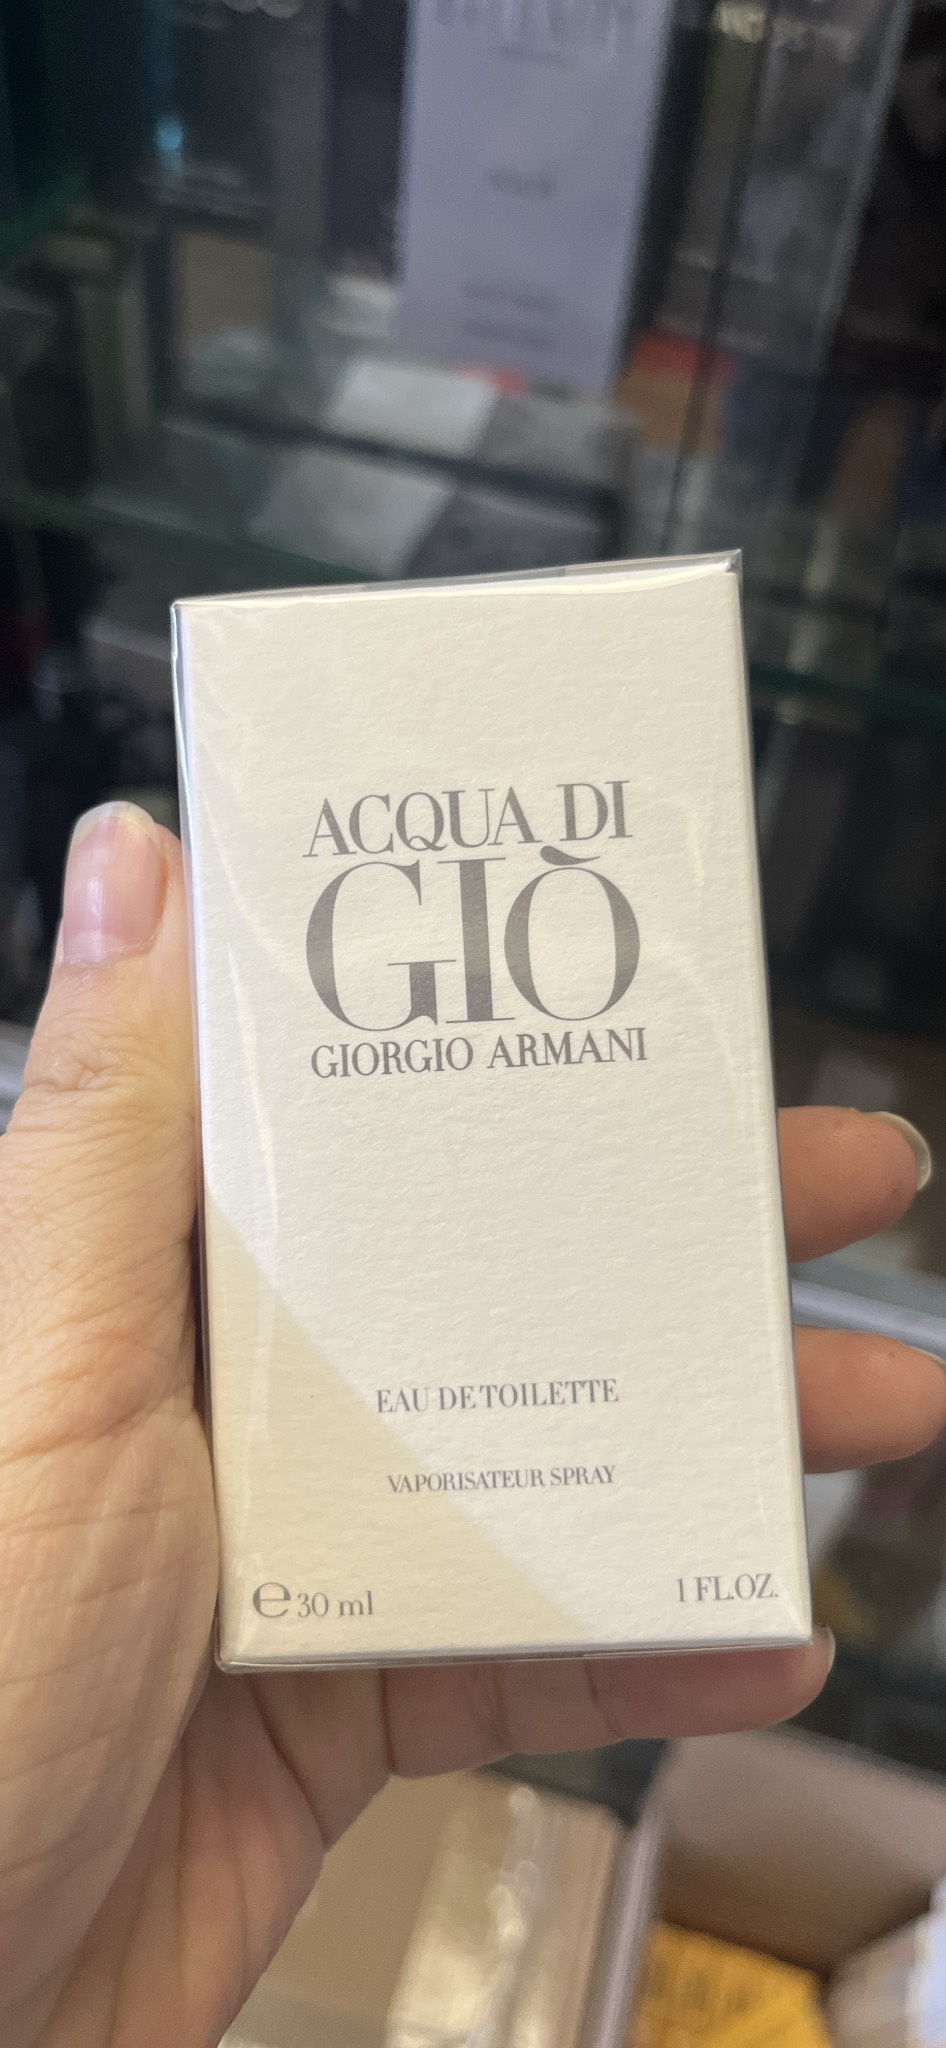 ACQUA DI
GIÒ
GIORGIO ARMANI
EAU DE TOILETTE
VAPORISATEUR SPRAY
℮ 30 ml
1 FL.OZ.